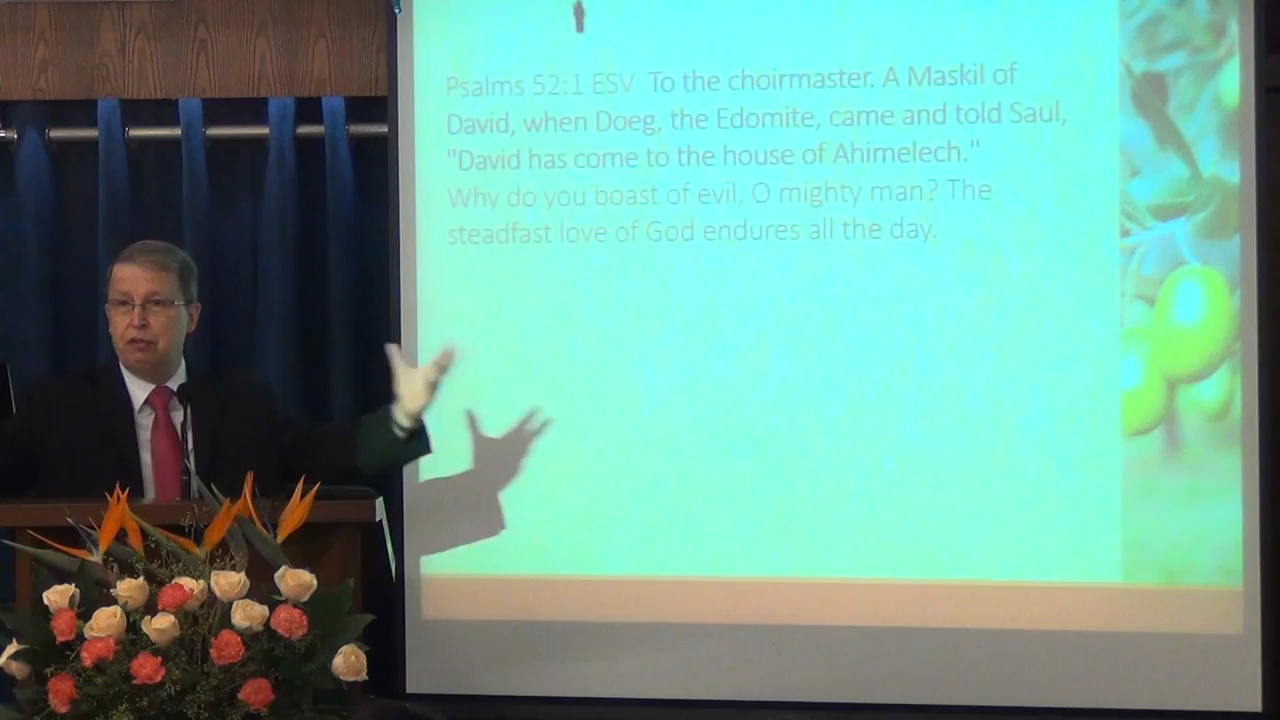 Psalms 52:1 ESV To the choirmaster. A Maskil of
David, when Doeg, the Edomite, came and told Saul,
"David has come to the house of Ahimelech."
Why do you boast of evil, O mighty man? The
steadfast love of God endures all the day.